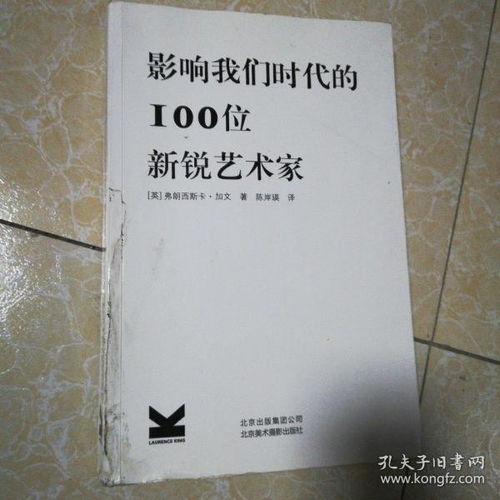 影响我们时代的
100位
新锐艺术家
[英]弗朗西斯卡·加文 著 陈岸瑛 译
LAURENCE KING
北京出版集团公司
北京美术摄影出版社
孔夫子旧书网
www.kongfz.com